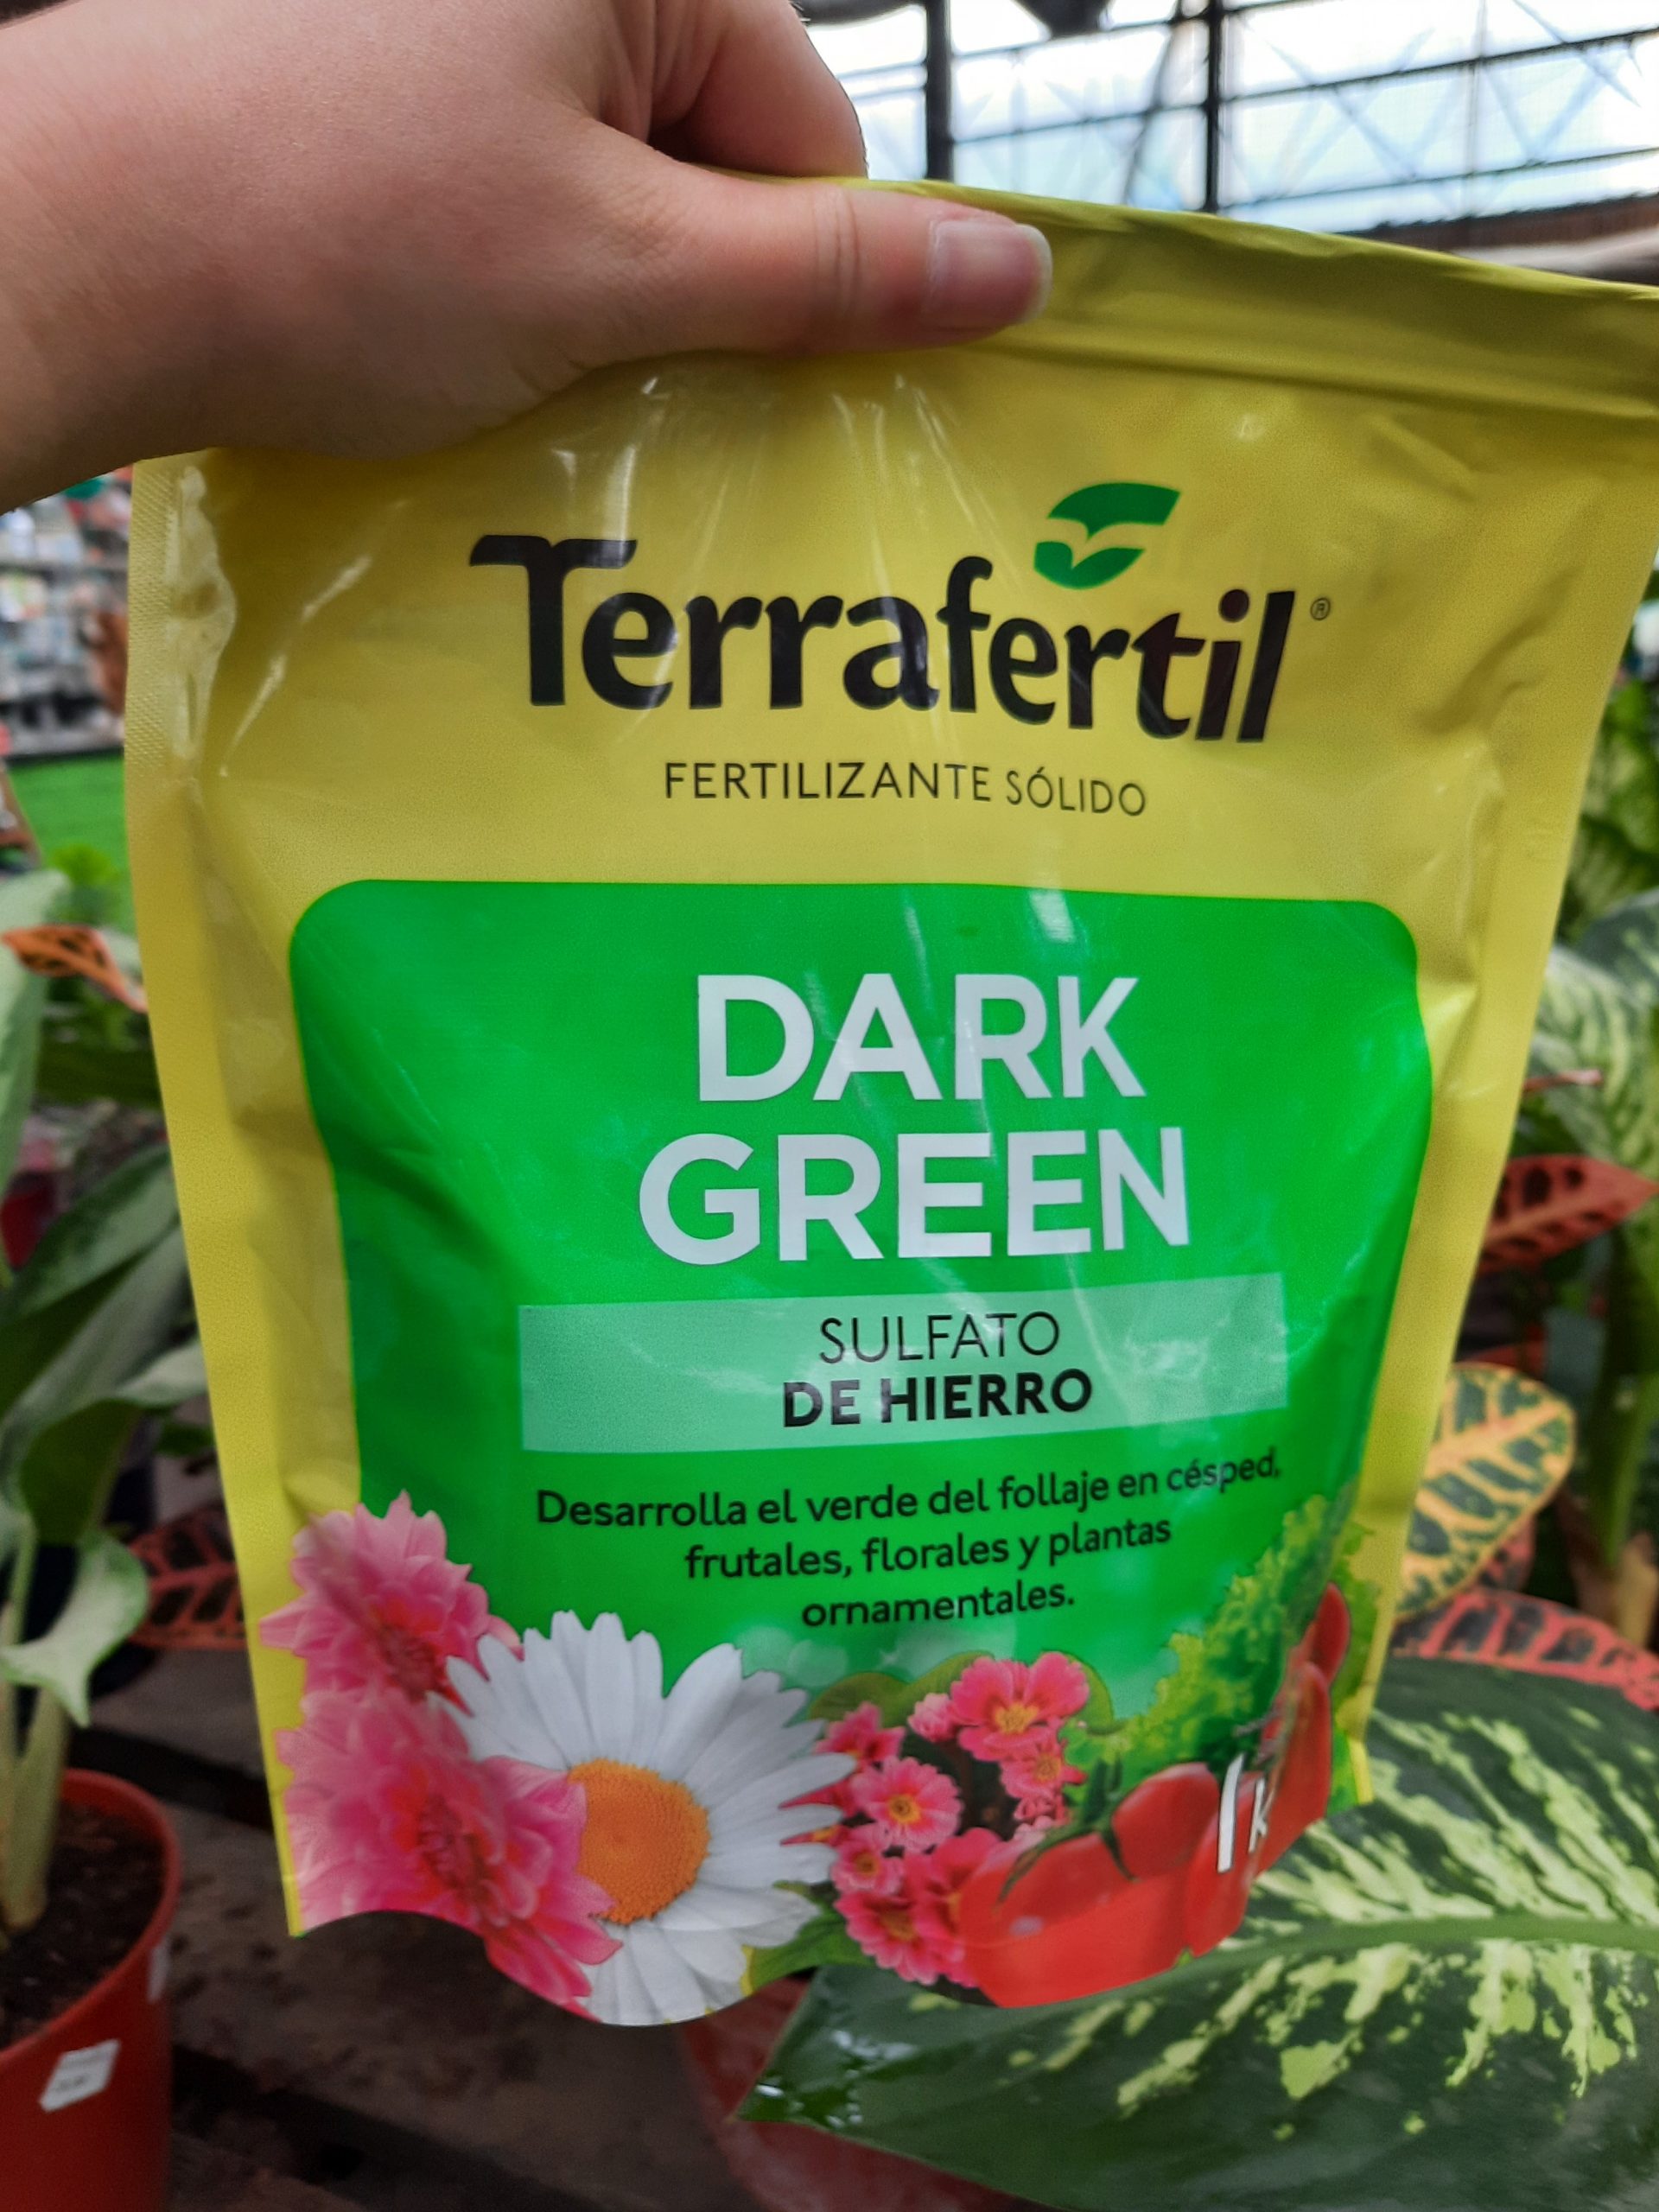 Terrafertil®
FERTILIZANTE SÓLIDO
DARK
GREEN
SULFATO
DE HIERRO
Desarrolla el verde del follaje en césped,
frutales, florales y plantas
ornamentales.
1 K